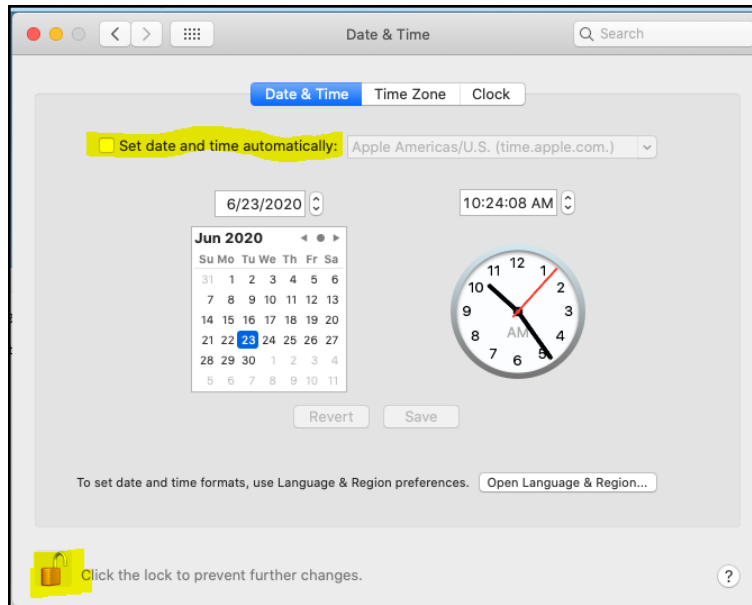 Date & Time
Search
Date & Time Time Zone Clock
Set date and time automatically: Apple Americas/U.S. (time.apple.com.)
6/23/2020
10:24:08 AM
Jun 2020
Su Mo Tu We Th Fr Sa
31 1 2 3 4 5 6
7 8 9 10 11 12 13
14 15 16 17 18 19 20
21 22 23 24 25 26 27
28 29 30 1 2 3 4
5 6 7 8 9 10 11
12
11 1
10 2
9 3
AM
8 4
7 5
6
Revert Save
To set date and time formats, use Language & Region preferences. Open Language & Region...
Click the lock to prevent further changes.
?